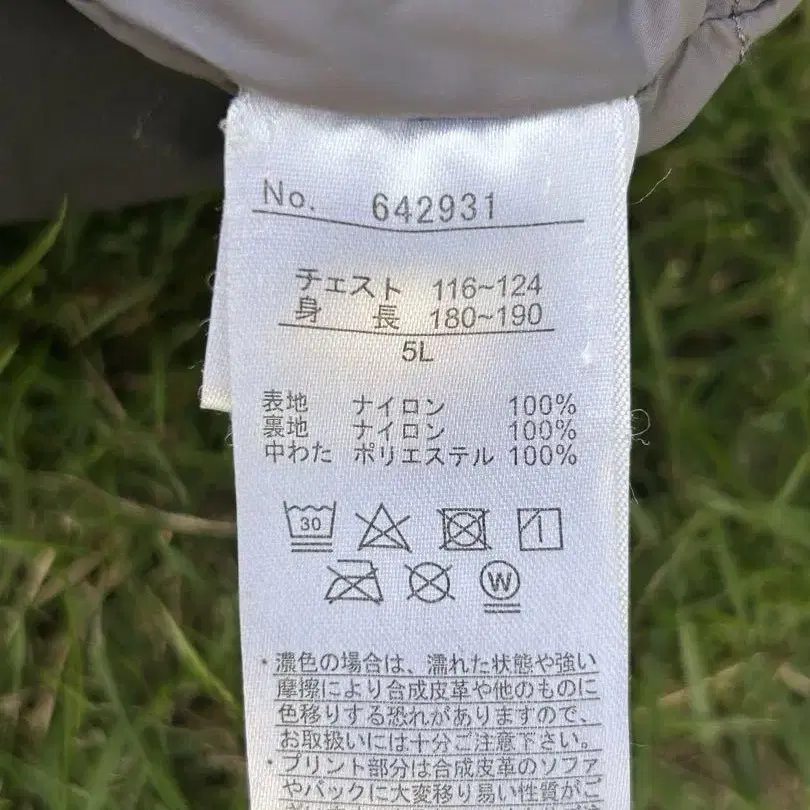 No. 642931
チェスト 116~124
身長 180~190
5L
表地 ナイロン 100%
裏地 ナイロン 100%
中わた ポリエステル 100%
30
W
・濃色の場合は、濡れた状態や強い
摩擦により合成皮革や他のものに
色移りする恐れがありますので、
お取扱いには十分ご注意下さい。
・プリント部分は合成皮革のソファ
やバックに大変移り易い性質がご